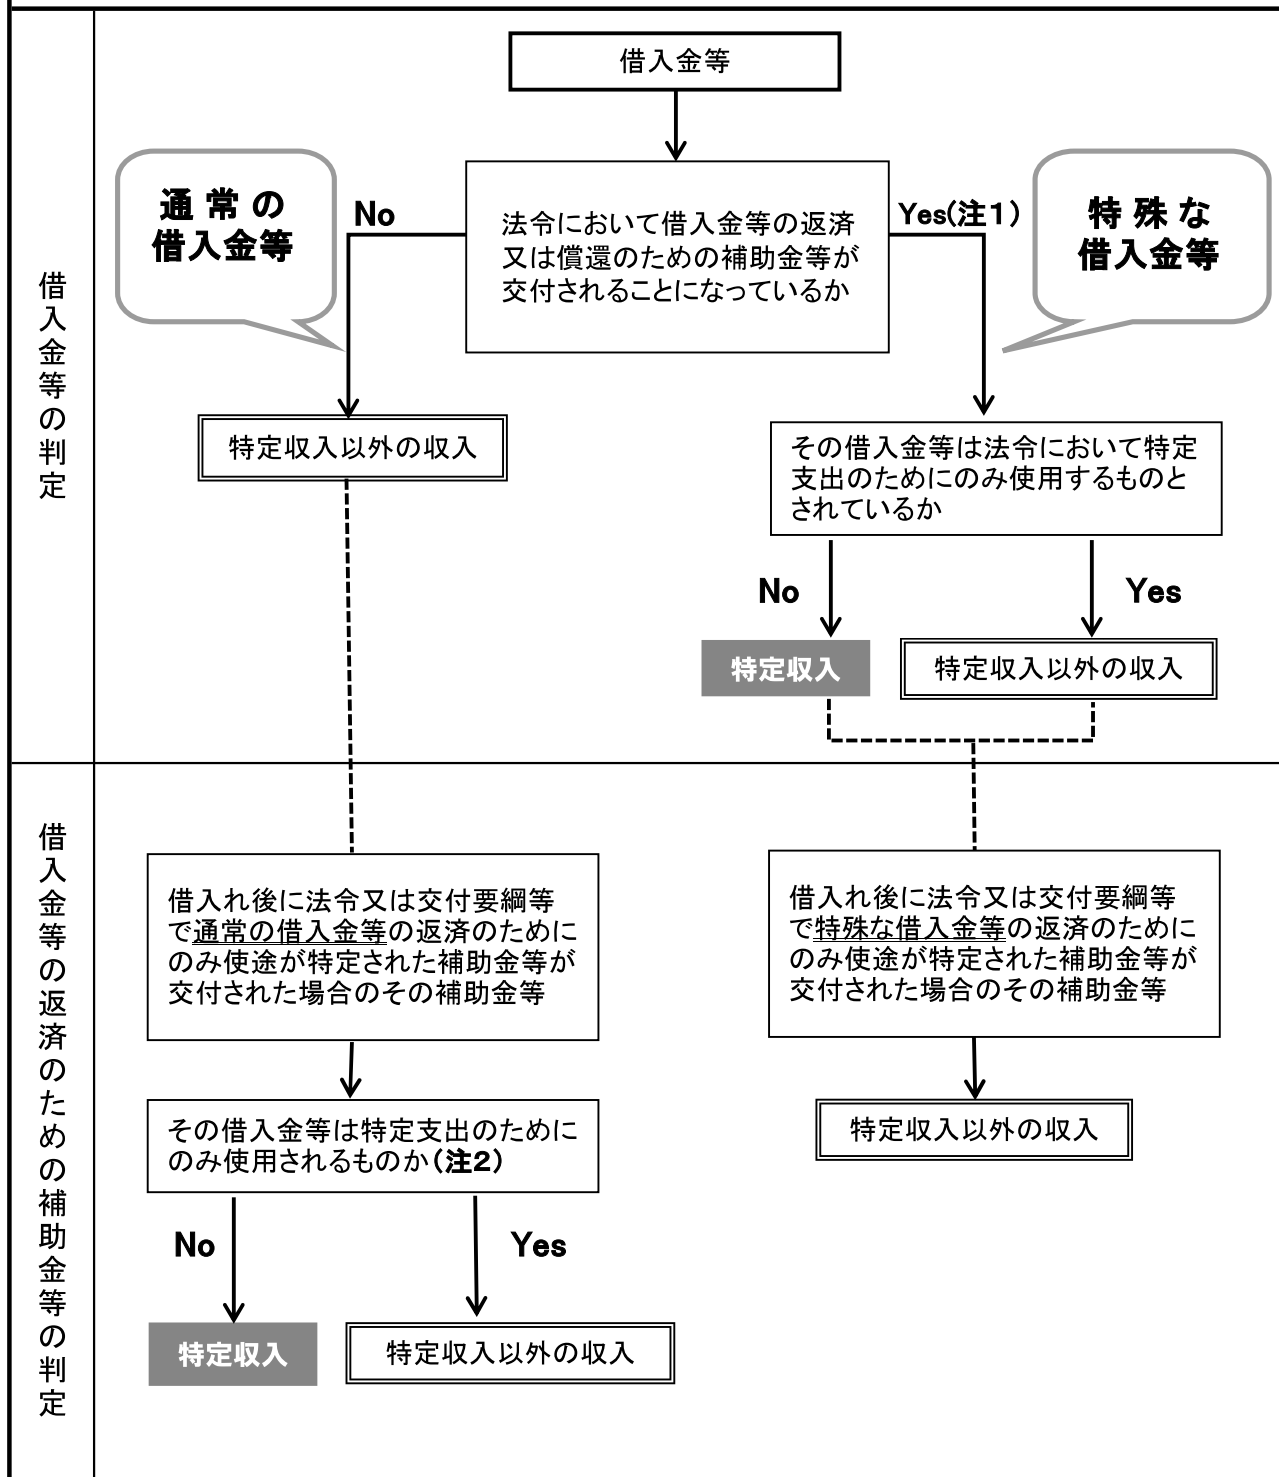 借入金等の判定
借入金等
通常の
借入金等
No
法令において借入金等の返済
又は償還のための補助金等が
交付されることになっているか
Yes(注1)
特殊な
借入金等
特定収入以外の収入
その借入金等は法令において特定
支出のためにのみ使用するものと
されているか
No
Yes
特定収入
特定収入以外の収入
借入金等の返済のための補助金等の判定
借入れ後に法令又は交付要綱等
で通常の借入金等の返済のために
のみ使途が特定された補助金等が
交付された場合のその補助金等
借入れ後に法令又は交付要綱等
で特殊な借入金等の返済のために
のみ使途が特定された補助金等が
交付された場合のその補助金等
その借入金等は特定支出のために
のみ使用されるものか(注2)
特定収入以外の収入
No
Yes
特定収入
特定収入以外の収入